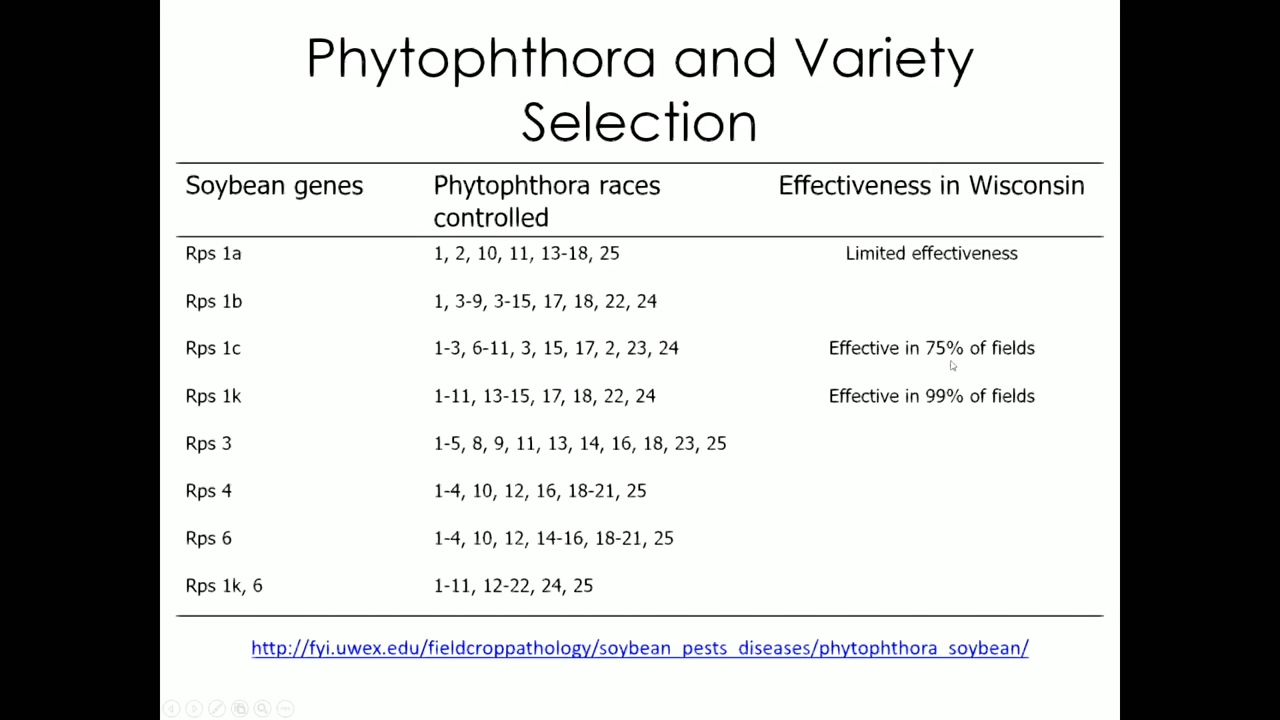 Phytophthora and Variety
Selection
Soybean genes Phytophthora races controlled Effectiveness in Wisconsin
Rps 1a 1, 2, 10, 11, 13-18, 25 Limited effectiveness
Rps 1b 1, 3-9, 3-15, 17, 18, 22, 24
Rps 1c 1-3, 6-11, 3, 15, 17, 2, 23, 24 Effective in 75% of fields
Rps 1k 1-11, 13-15, 17, 18, 22, 24 Effective in 99% of fields
Rps 3 1-5, 8, 9, 11, 13, 14, 16, 18, 23, 25
Rps 4 1-4, 10, 12, 16, 18-21, 25
Rps 6 1-4, 10, 12, 14-16, 18-21, 25
Rps 1k, 6 1-11, 12-22, 24, 25
http://fyi.uwex.edu/fieldcroppathology/soybean_pests_diseases/phytophthora_soybean/